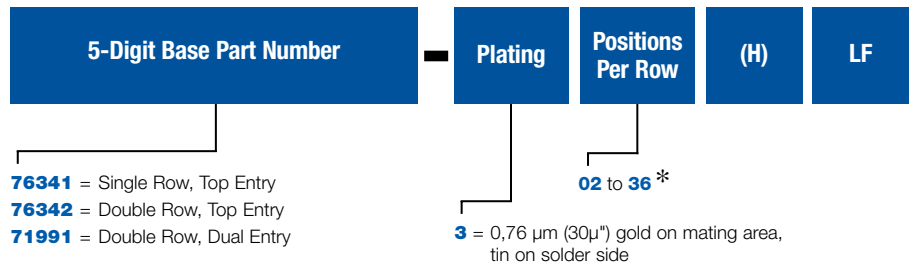 5-Digit Base Part Number - Plating Positions Per Row (H) LF
76341 = Single Row, Top Entry
76342 = Double Row, Top Entry
71991 = Double Row, Dual Entry
02 to 36*
3 = 0,76 µm (30µ") gold on mating area,
tin on solder side